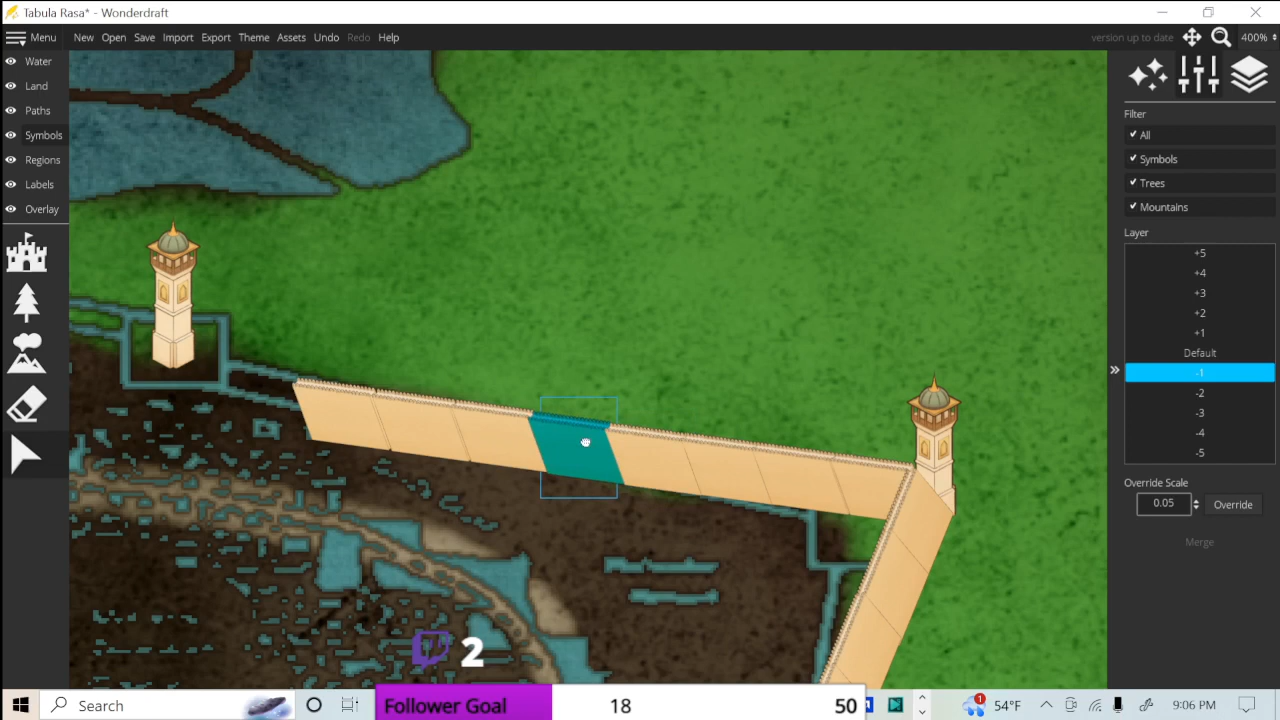 Tabula Rasa* - Wonderdraft
Menu New Open Save Import Export Theme Assets Undo Redo Help version up to date 400%
Water
Land
Paths
Symbols
Regions
Labels
Overlay
Filter
All
Symbols
Trees
Mountains
Layer
+5
+4
+3
+2
+1
Default
-1
-2
-3
-4
-5
Override Scale
0.05 Override
Merge
2
Search Follower Goal 18 50 1 54°F 9:06 PM